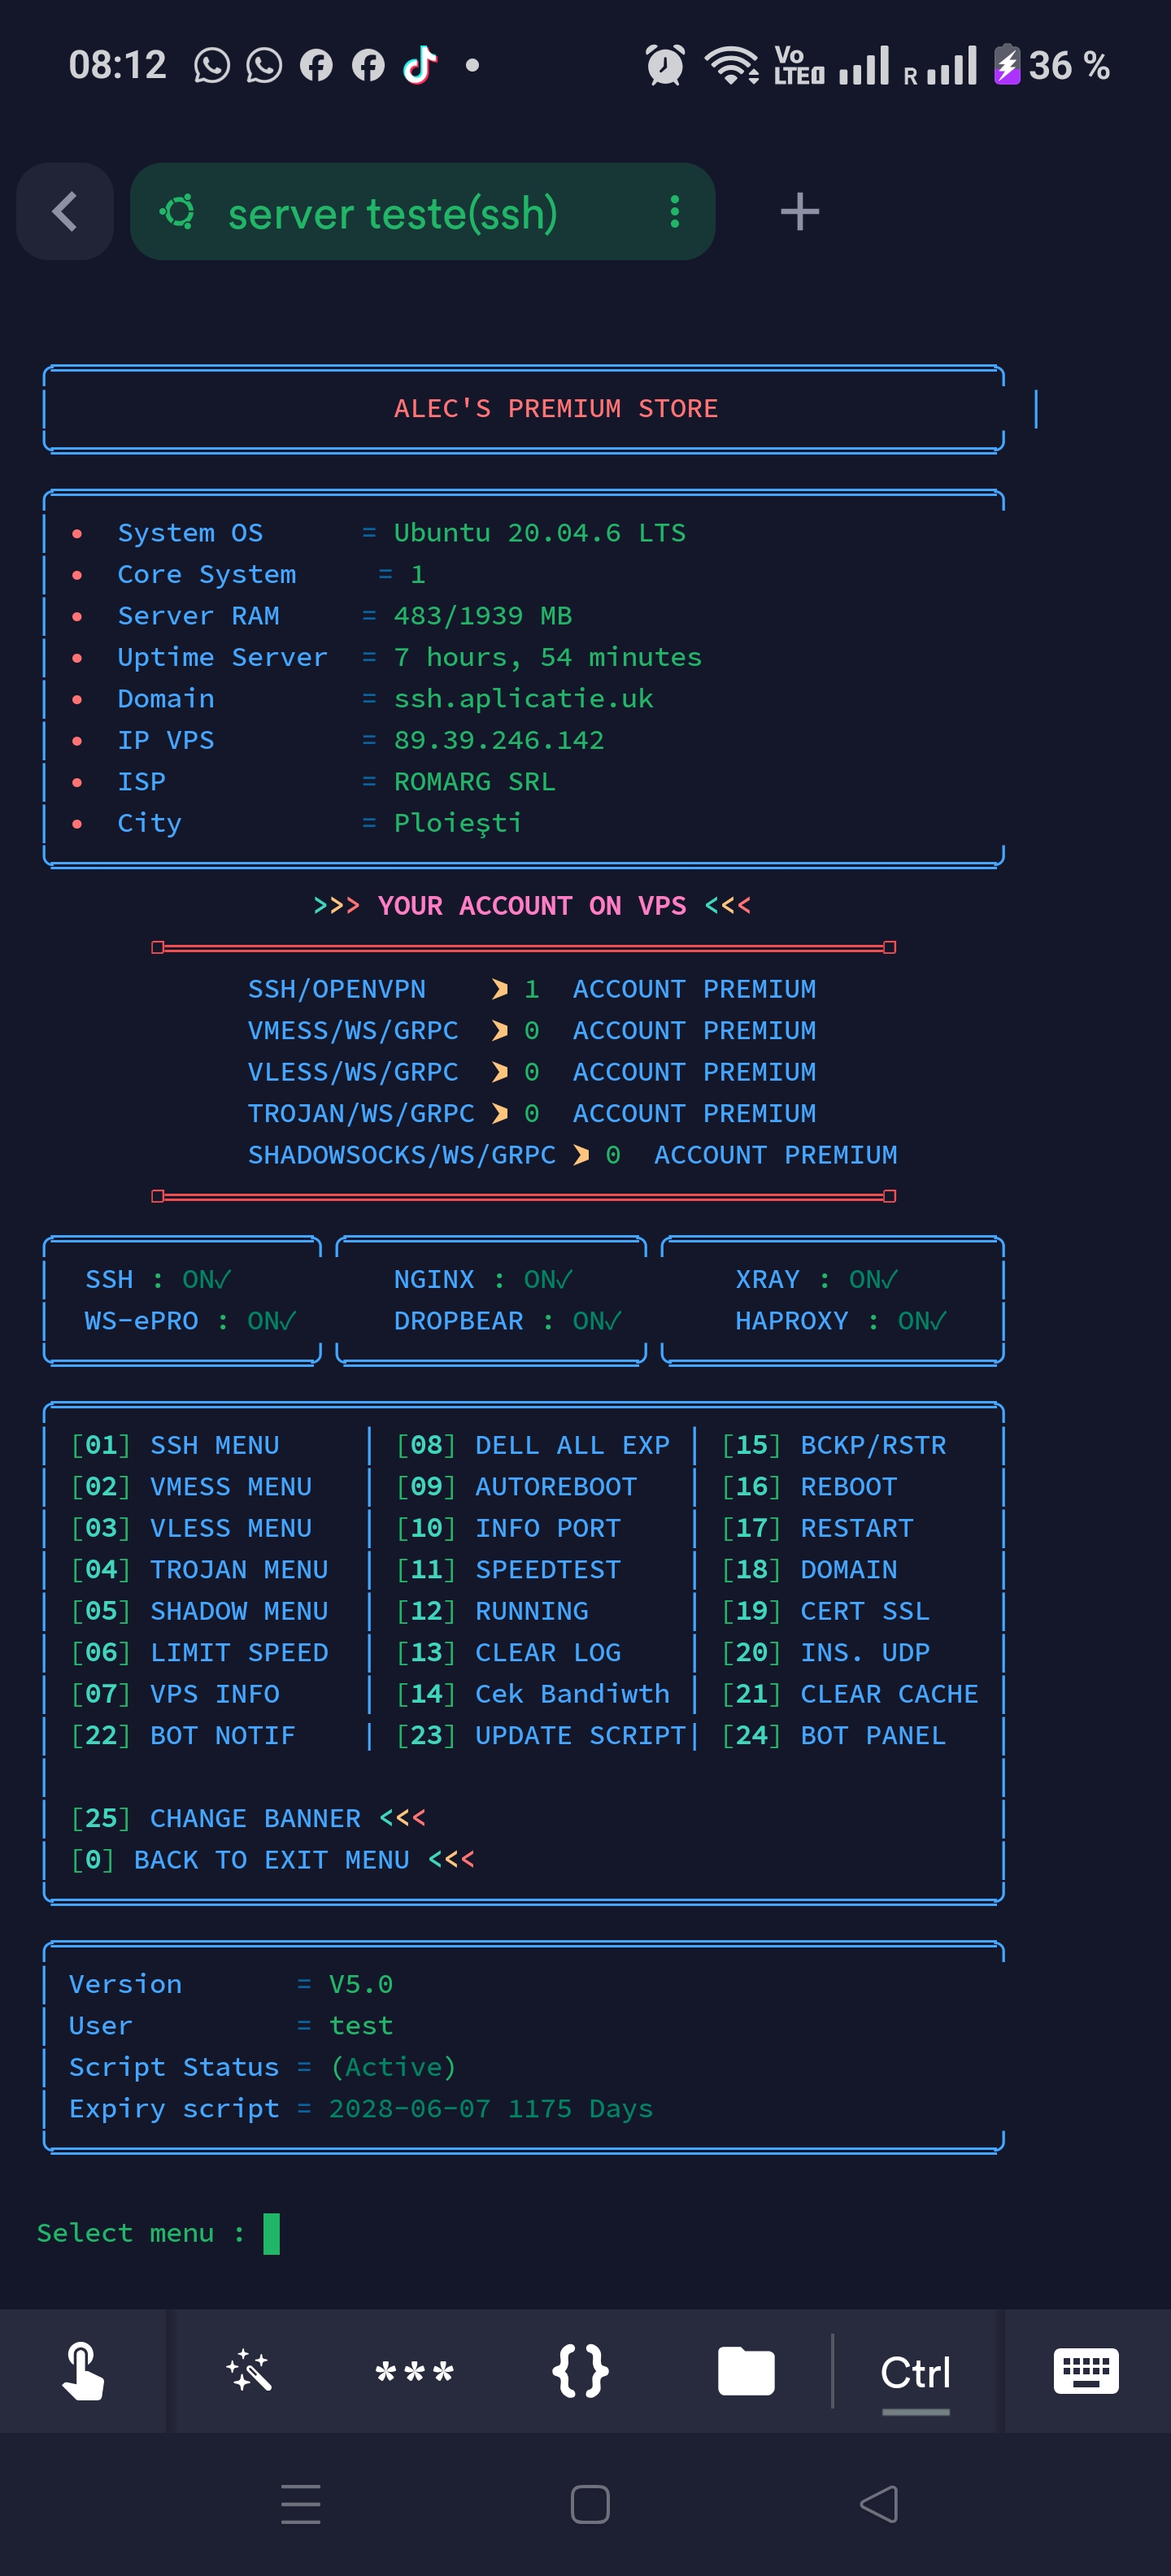 08:12 Vo LTE R 36 %
server teste(ssh)
ALEC'S PREMIUM STORE
• System OS = Ubuntu 20.04.6 LTS
• Core System = 1
• Server RAM = 483/1939 MB
• Uptime Server = 7 hours, 54 minutes
• Domain = ssh.aplicatie.uk
• IP VPS = 89.39.246.142
• ISP = ROMARG SRL
• City = Ploieşti
>>> YOUR ACCOUNT ON VPS <<<
SSH/OPENVPN ➤ 1 ACCOUNT PREMIUM
VMESS/WS/GRPC ➤ 0 ACCOUNT PREMIUM
VLESS/WS/GRPC ➤ 0 ACCOUNT PREMIUM
TROJAN/WS/GRPC ➤ 0 ACCOUNT PREMIUM
SHADOWSOCKS/WS/GRPC ➤ 0 ACCOUNT PREMIUM
SSH : ON✓ NGINX : ON✓ XRAY : ON✓
WS-ePRO : ON✓ DROPBEAR : ON✓ HAPROXY : ON✓
[01] SSH MENU | [08] DELL ALL EXP | [15] BCKP/RSTR
[02] VMESS MENU | [09] AUTOREBOOT | [16] REBOOT
[03] VLESS MENU | [10] INFO PORT | [17] RESTART
[04] TROJAN MENU | [11] SPEEDTEST | [18] DOMAIN
[05] SHADOW MENU | [12] RUNNING | [19] CERT SSL
[06] LIMIT SPEED | [13] CLEAR LOG | [20] INS. UDP
[07] VPS INFO | [14] Cek Bandiwth | [21] CLEAR CACHE
[22] BOT NOTIF | [23] UPDATE SCRIPT| [24] BOT PANEL
[25] CHANGE BANNER <<<
[0] BACK TO EXIT MENU <<<
Version = V5.0
User = test
Script Status = (Active)
Expiry script = 2028-06-07 1175 Days
Select menu :
*** {} Ctrl